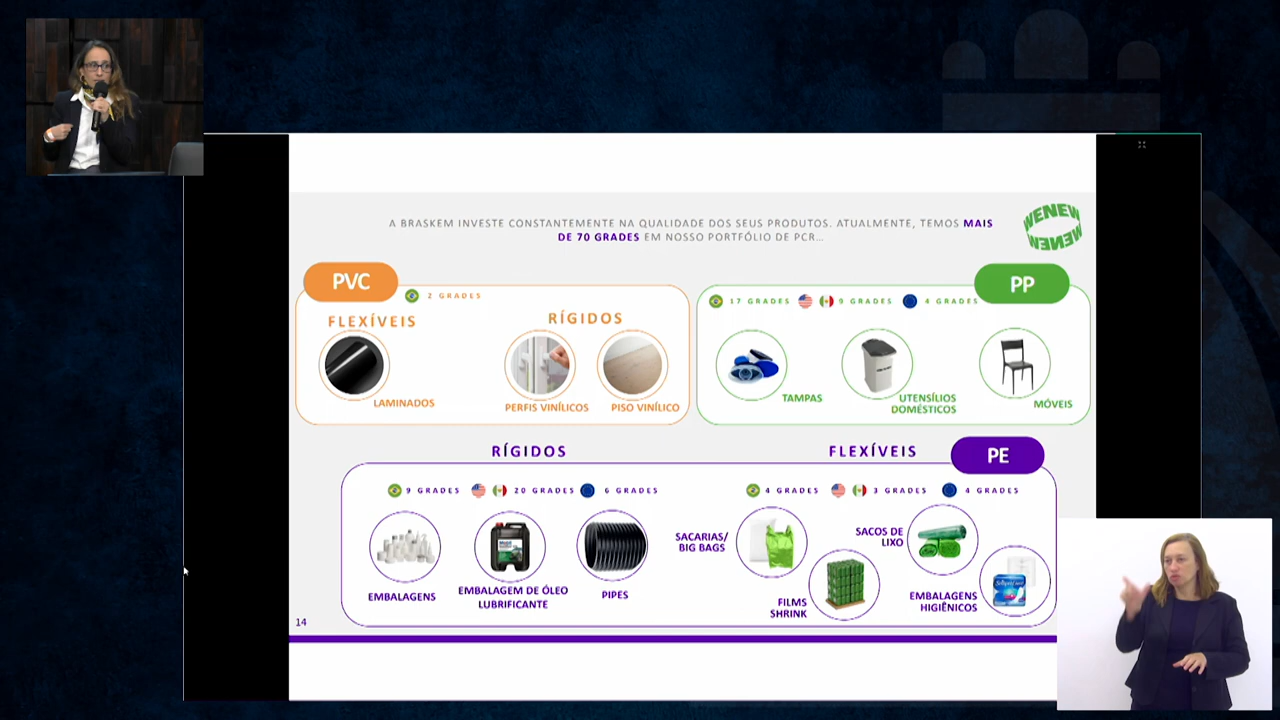 A BRASKEM INVESTE CONSTANTEMENTE NA QUALIDADE DOS SEUS PRODUTOS. ATUALMENTE, TEMOS MAIS
DE 70 GRADES EM NOSSO PORTFÓLIO DE PCR...
WENEW
WENEW
PVC
2 GRADES
FLEXÍVEIS
RÍGIDOS
LAMINADOS
PERFIS VINÍLICOS
PISO VINÍLICO
PP
17 GRADES
9 GRADES
4 GRADES
TAMPAS
UTENSÍLIOS
DOMÉSTICOS
MÓVEIS
RÍGIDOS
FLEXÍVEIS
PE
9 GRADES
20 GRADES
6 GRADES
4 GRADES
3 GRADES
4 GRADES
EMBALAGENS
EMBALAGEM DE ÓLEO
LUBRIFICANTE
PIPES
SACARIAS/
BIG BAGS
FILMS
SHRINK
SACOS DE
LIXO
EMBALAGENS
HIGIÊNICOS
14